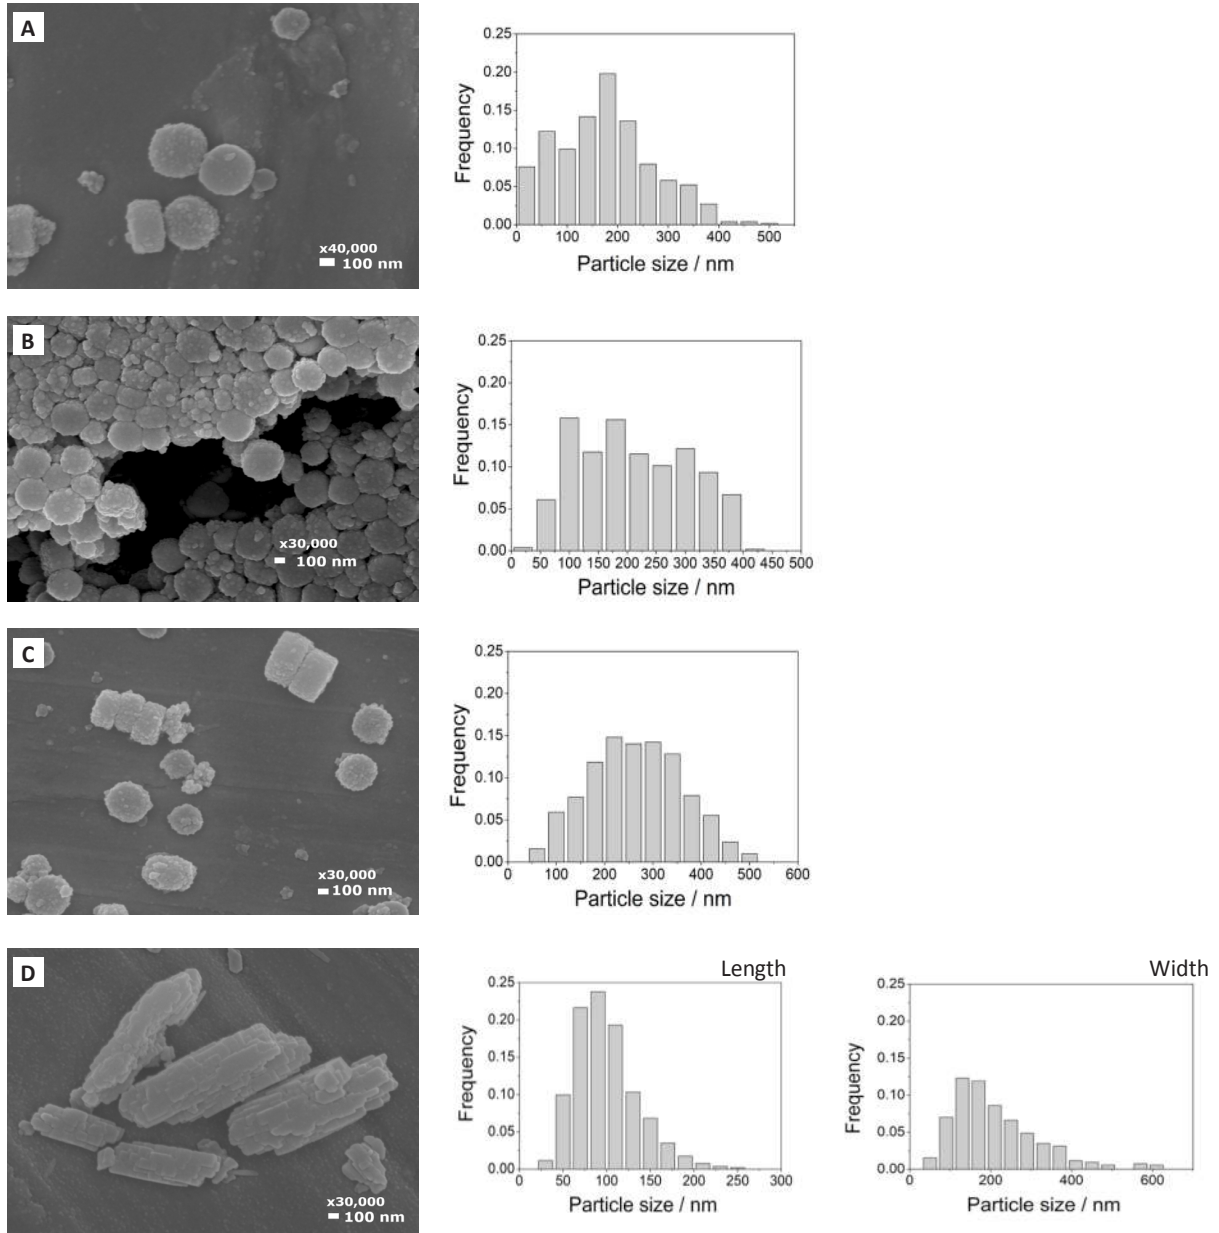 A
x40,000
100 nm
0.25
0.20
0.15
0.10
0.05
0.00
Frequency
0 100 200 300 400 500
Particle size / nm
B
x30,000
100 nm
0.25
0.20
0.15
0.10
0.05
0.00
Frequency
0 50 100 150 200 250 300 350 400 450 500
Particle size / nm
C
x30,000
100 nm
0.25
0.20
0.15
0.10
0.05
0.00
Frequency
0 100 200 300 400 500 600
Particle size / nm
D
x30,000
100 nm
Length
0.25
0.20
0.15
0.10
0.05
0.00
Frequency
50 100 150 200 250 300
Particle size / nm
Width
0.25
0.20
0.15
0.10
0.05
0.00
Frequency
0 200 400 600
Particle size / nm